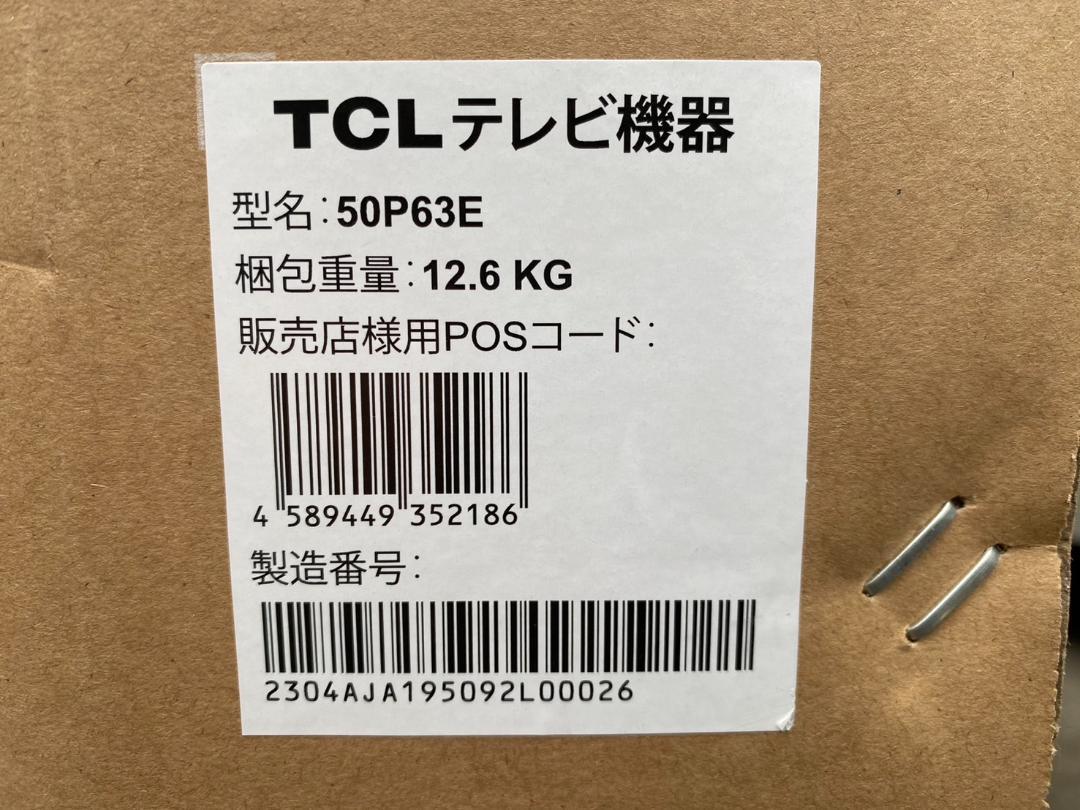 TCLテレビ機器
型名:50P63E
梱包重量:12.6 KG
販売店様用POSコード:
4 589449 352186
製造番号:
2304AJA195092L00026